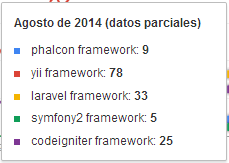 Agosto de 2014 (datos parciales)
phalcon framework: 9
yii framework: 78
laravel framework: 33
symfony2 framework: 5
codeigniter framework: 25